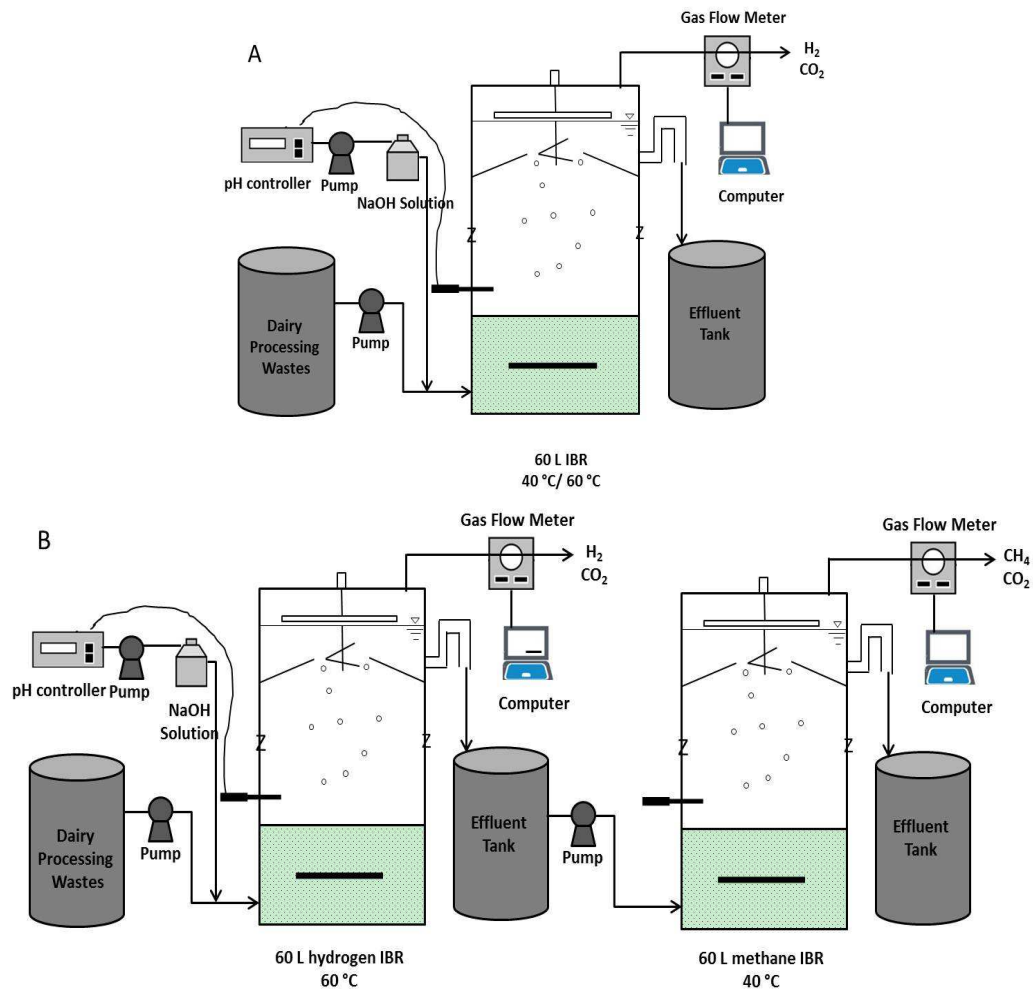 A
Gas Flow Meter
H₂
CO₂
pH controller
Pump
NaOH Solution
Computer
Dairy
Processing
Wastes
Pump
Effluent
Tank
Z
Z
60 L IBR
40 °C/ 60 °C
B
Gas Flow Meter
H₂
CO₂
Gas Flow Meter
CH₄
CO₂
pH controller
Pump
NaOH
Solution
Computer
Computer
Z
Z
Z
Z
Dairy
Processing
Wastes
Pump
Effluent
Tank
Pump
Effluent
Tank
60 L hydrogen IBR
60 °C
60 L methane IBR
40 °C